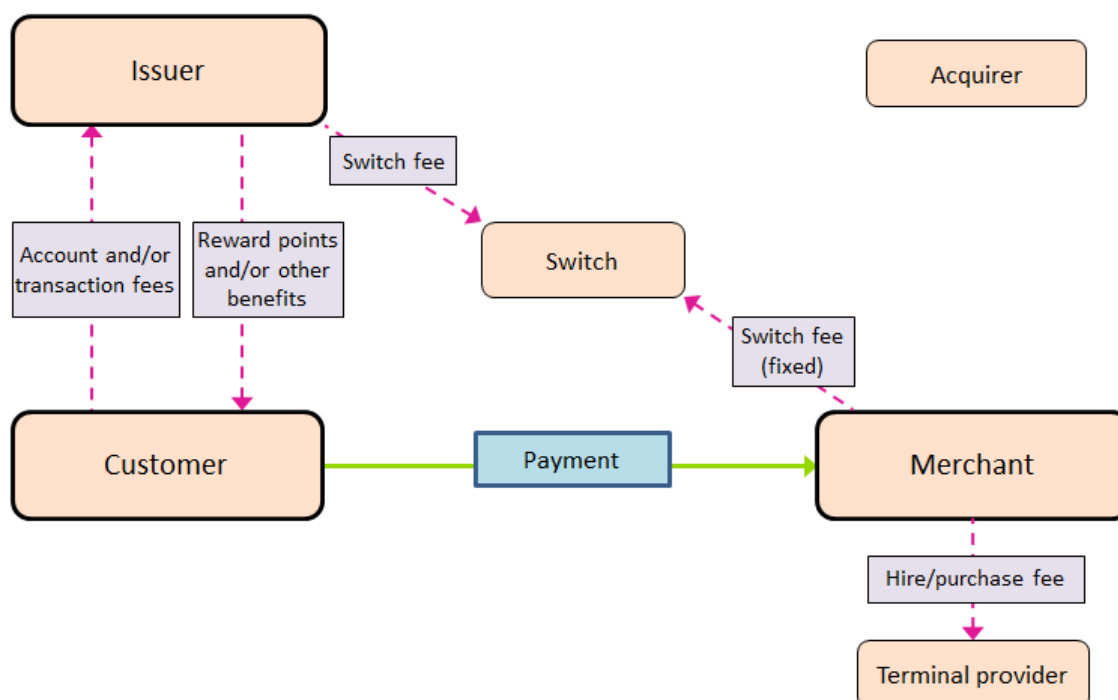 Issuer
Acquirer
Switch fee
Account and/or
transaction fees
Reward points
and/or other
benefits
Switch
Switch fee
(fixed)
Customer
Payment
Merchant
Hire/purchase fee
Terminal provider